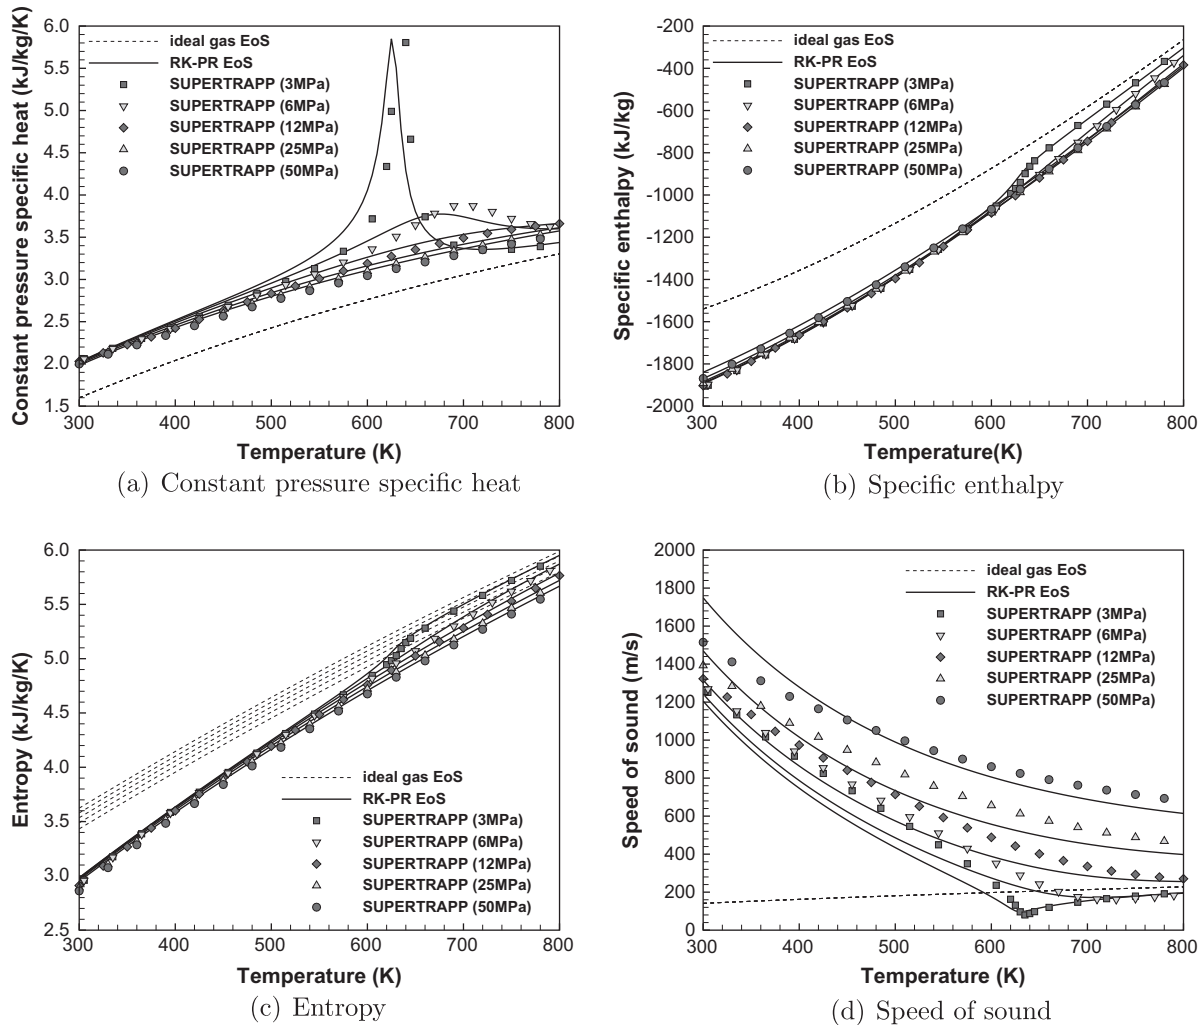 6.0
5.5
5.0
4.5
4.0
3.5
3.0
2.5
2.0
1.5
Constant pressure specific heat (kJ/kg/K)
ideal gas EoS
RK-PR EoS
SUPERTRAPP (3MPa)
SUPERTRAPP (6MPa)
SUPERTRAPP (12MPa)
SUPERTRAPP (25MPa)
SUPERTRAPP (50MPa)
300 400 500 600 700 800
Temperature (K)
(a) Constant pressure specific heat
-200
-400
-600
-800
-1000
-1200
-1400
-1600
-1800
-2000
Specific enthalpy (kJ/kg)
ideal gas EoS
RK-PR EoS
SUPERTRAPP (3MPa)
SUPERTRAPP (6MPa)
SUPERTRAPP (12MPa)
SUPERTRAPP (25MPa)
SUPERTRAPP (50MPa)
300 400 500 600 700 800
Temperature(K)
(b) Specific enthalpy
6.0
5.5
5.0
4.5
4.0
3.5
3.0
2.5
Entropy (kJ/kg/K)
ideal gas EoS
RK-PR EoS
SUPERTRAPP (3MPa)
SUPERTRAPP (6MPa)
SUPERTRAPP (12MPa)
SUPERTRAPP (25MPa)
SUPERTRAPP (50MPa)
300 400 500 600 700 800
Temperature (K)
(c) Entropy
2000
1800
1600
1400
1200
1000
800
600
400
200
0
Speed of sound (m/s)
ideal gas EoS
RK-PR EoS
SUPERTRAPP (3MPa)
SUPERTRAPP (6MPa)
SUPERTRAPP (12MPa)
SUPERTRAPP (25MPa)
SUPERTRAPP (50MPa)
300 400 500 600 700 800
Temperature (K)
(d) Speed of sound